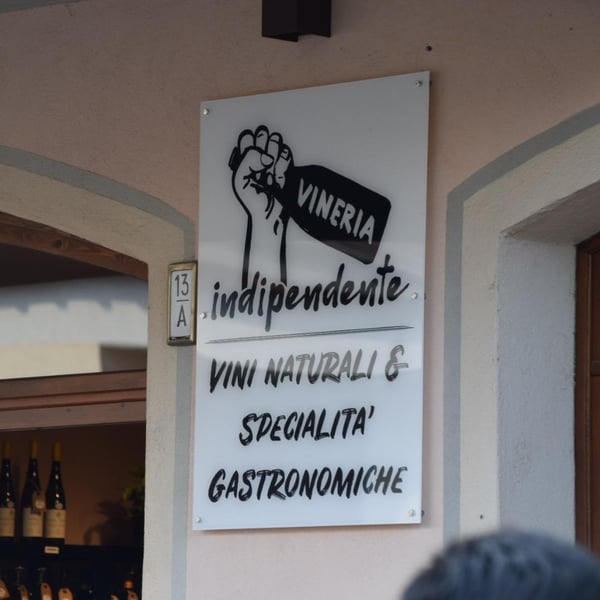 VINERIA
indipendente
VINI NATURALI &
SPECIALITA'
GASTRONOMICHE
13
A